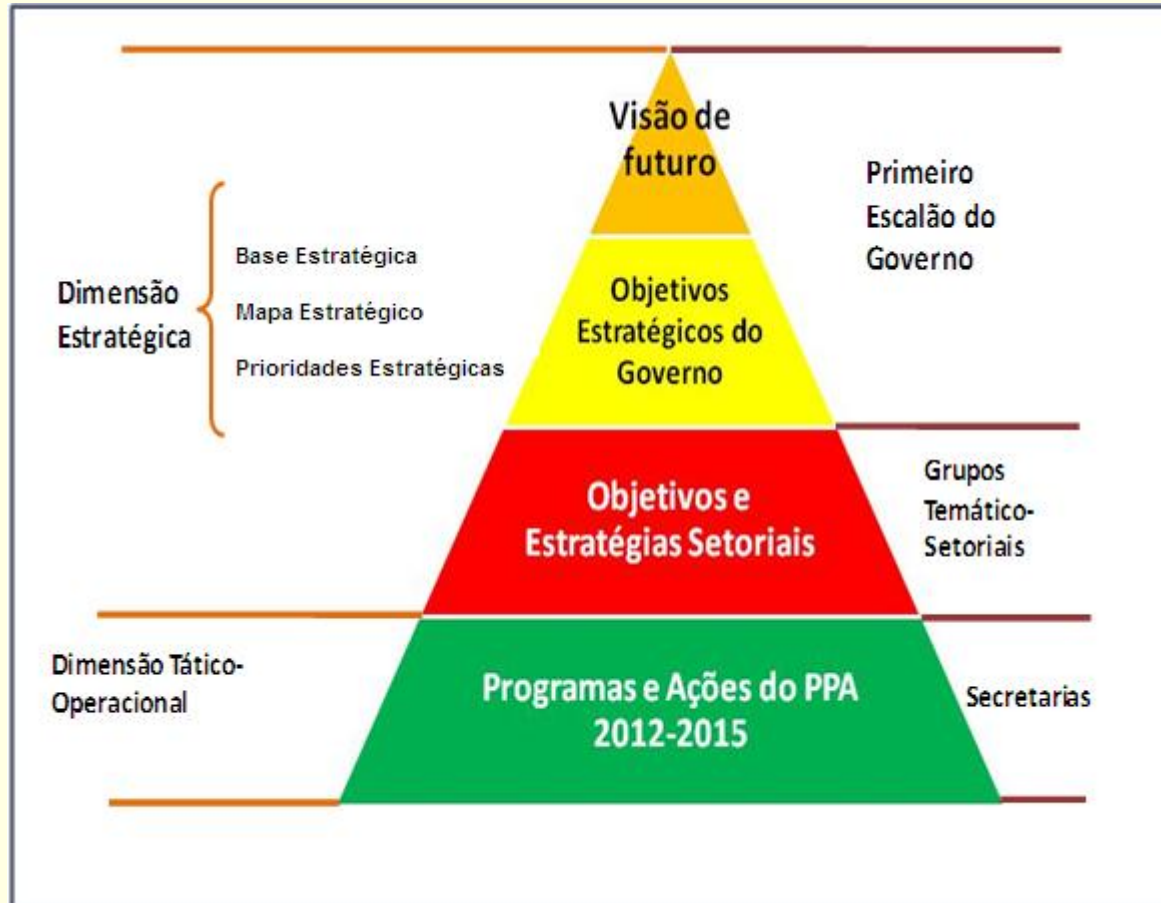 Visão de
futuro
Primeiro
Escalão do
Governo
Dimensão
Estratégica
Base Estratégica
Mapa Estratégico
Prioridades Estratégicas
Objetivos
Estratégicos do
Governo
Objetivos e
Estratégias Setoriais
Grupos
Temático-
Setoriais
Dimensão Tático-
Operacional
Programas e Ações do PPA
2012-2015
Secretarias